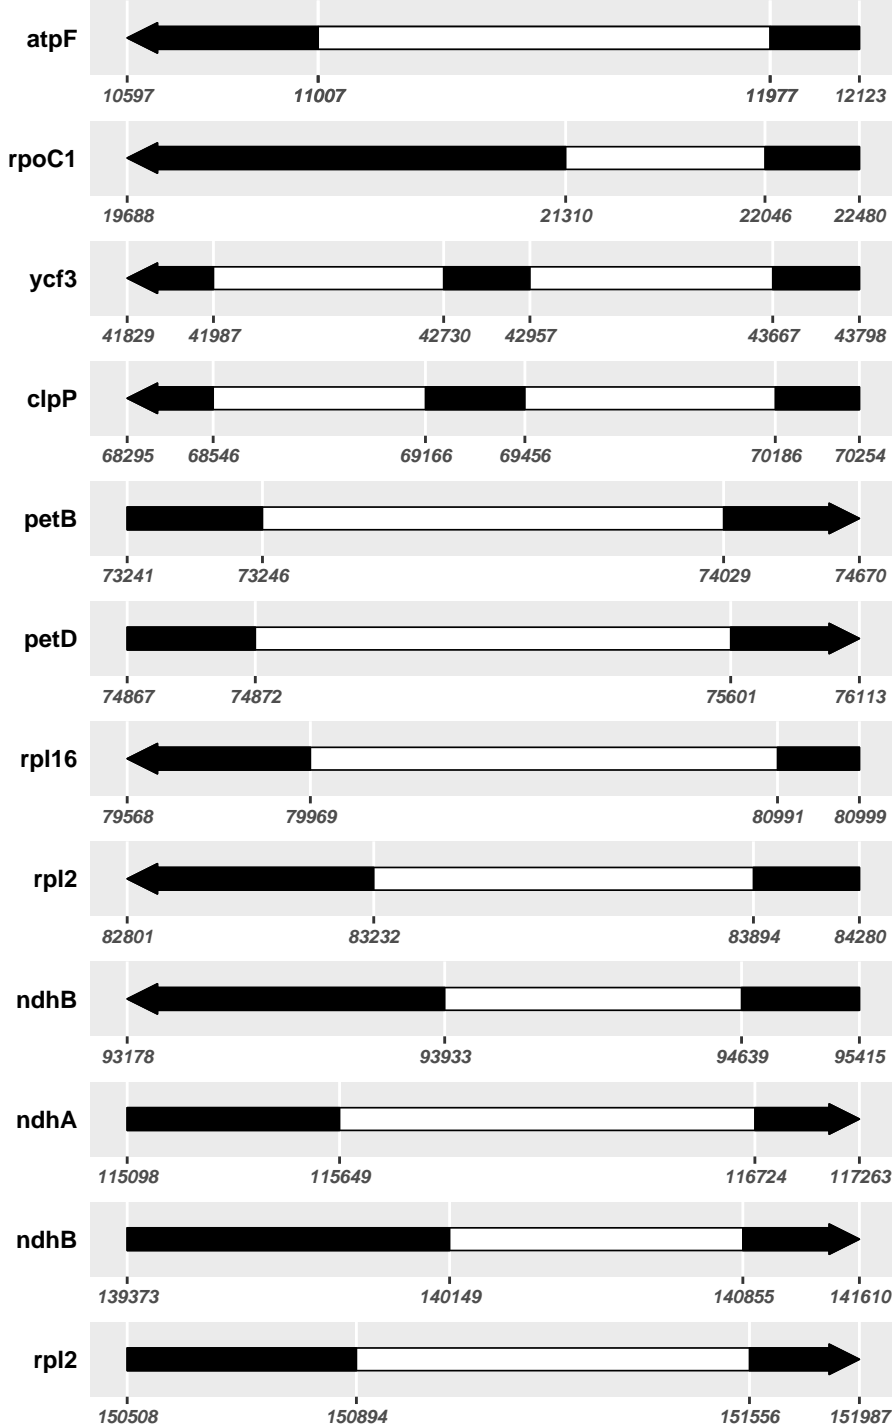 atpF
10597 11007 11977 12123
rpoC1
19688 21310 22046 22480
ycf3
41829 41987 42730 42957 43667 43798
clpP
68295 68546 69166 69456 70186 70254
petB
73241 73246 74029 74670
petD
74867 74872 75601 76113
rpl16
79568 79969 80991 80999
rpl2
82801 83232 83894 84280
ndhB
93178 93933 94639 95415
ndhA
115098 115649 116724 117263
ndhB
139373 140149 140855 141610
rpl2
150508 150894 151556 151987